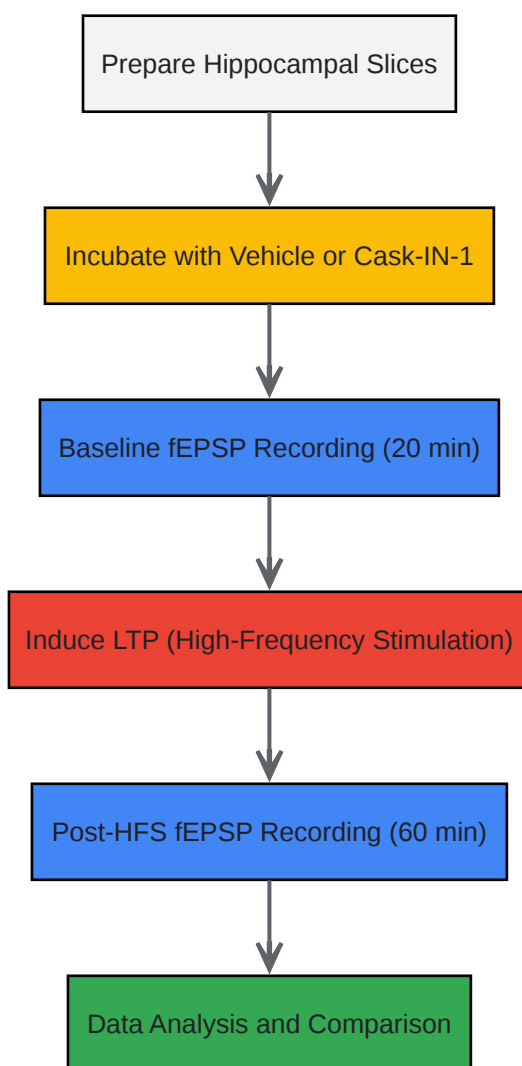 Prepare Hippocampal Slices
Incubate with Vehicle or Cask-IN-1
Baseline fEPSP Recording (20 min)
Induce LTP (High-Frequency Stimulation)
Post-HFS fEPSP Recording (60 min)
Data Analysis and Comparison